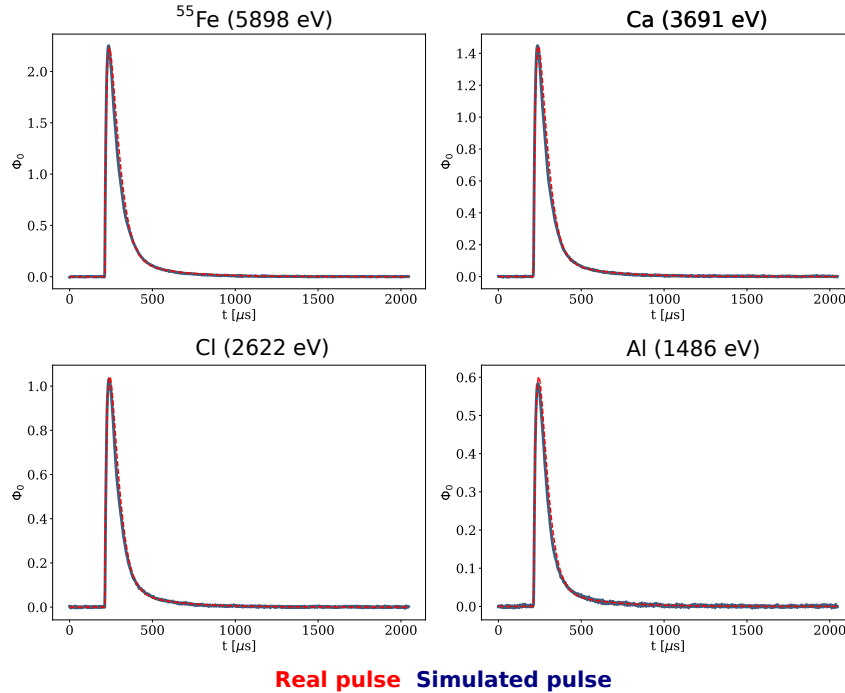 ⁵⁵Fe (5898 eV)
Φ₀
2.0
1.5
1.0
0.5
0.0
0 500 1000 1500 2000
t [μs]
Ca (3691 eV)
Φ₀
1.4
1.2
1.0
0.8
0.6
0.4
0.2
0.0
0 500 1000 1500 2000
t [μs]
Cl (2622 eV)
Φ₀
1.0
0.8
0.6
0.4
0.2
0.0
0 500 1000 1500 2000
t [μs]
Al (1486 eV)
Φ₀
0.6
0.5
0.4
0.3
0.2
0.1
0.0
0 500 1000 1500 2000
t [μs]
Real pulse Simulated pulse